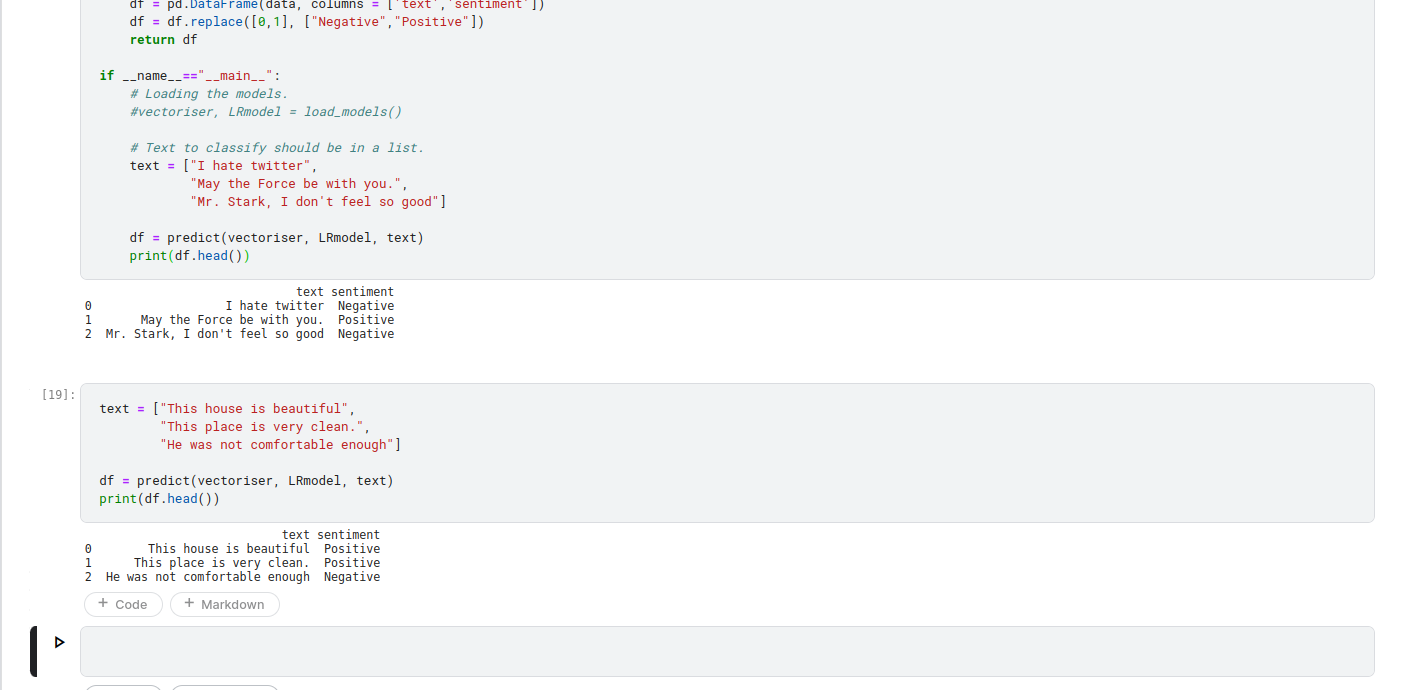 df = pd.DataFrame(data, columns = ['text','sentiment'])
    df = df.replace([0,1], ["Negative","Positive"])
    return df
if __name__=="__main__":
    # Loading the models.
    #vectoriser, LRmodel = load_models()
    # Text to classify should be in a list.
    text = ["I hate twitter",
            "May the Force be with you.",
            "Mr. Stark, I don't feel so good"]
    df = predict(vectoriser, LRmodel, text)
    print(df.head())
                              text sentiment
0                   I hate twitter  Negative
1       May the Force be with you.  Positive
2  Mr. Stark, I don't feel so good  Negative
[19]:
text = ["This house is beautiful",
        "This place is very clean.",
        "He was not comfortable enough"]
df = predict(vectoriser, LRmodel, text)
print(df.head())
                            text sentiment
0        This house is beautiful  Positive
1      This place is very clean.  Positive
2  He was not comfortable enough  Negative
+ Code + Markdown